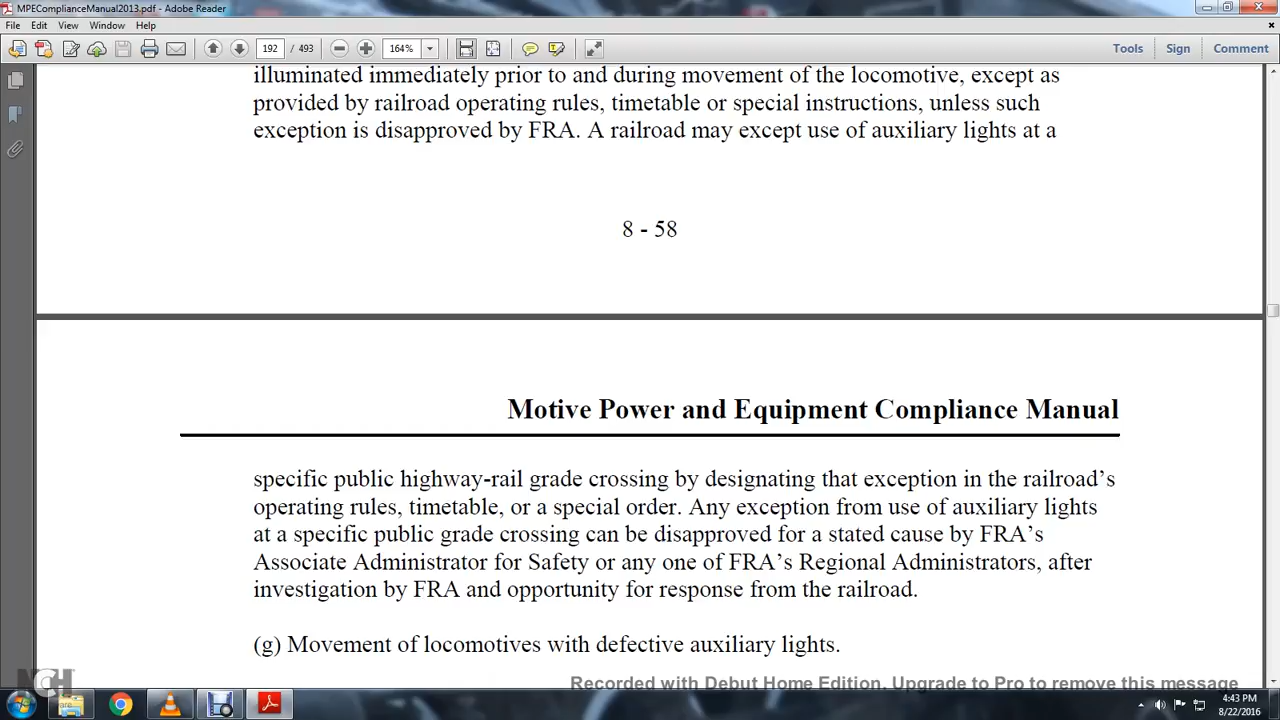 MPEComplianceManual2013.pdf - Adobe Reader
File Edit View Window Help
192 / 493 164% Tools Sign Comment
illuminated immediately prior to and during movement of the locomotive, except as
provided by railroad operating rules, timetable or special instructions, unless such
exception is disapproved by FRA. A railroad may except use of auxiliary lights at a
8 - 58
Motive Power and Equipment Compliance Manual
specific public highway-rail grade crossing by designating that exception in the railroad’s
operating rules, timetable, or a special order. Any exception from use of auxiliary lights
at a specific public grade crossing can be disapproved for a stated cause by FRA’s
Associate Administrator for Safety or any one of FRA’s Regional Administrators, after
investigation by FRA and opportunity for response from the railroad.
(g) Movement of locomotives with defective auxiliary lights.
Recorded with Debut Home Edition. Upgrade to Pro to remove this message
NCH
4:43 PM
8/22/2016